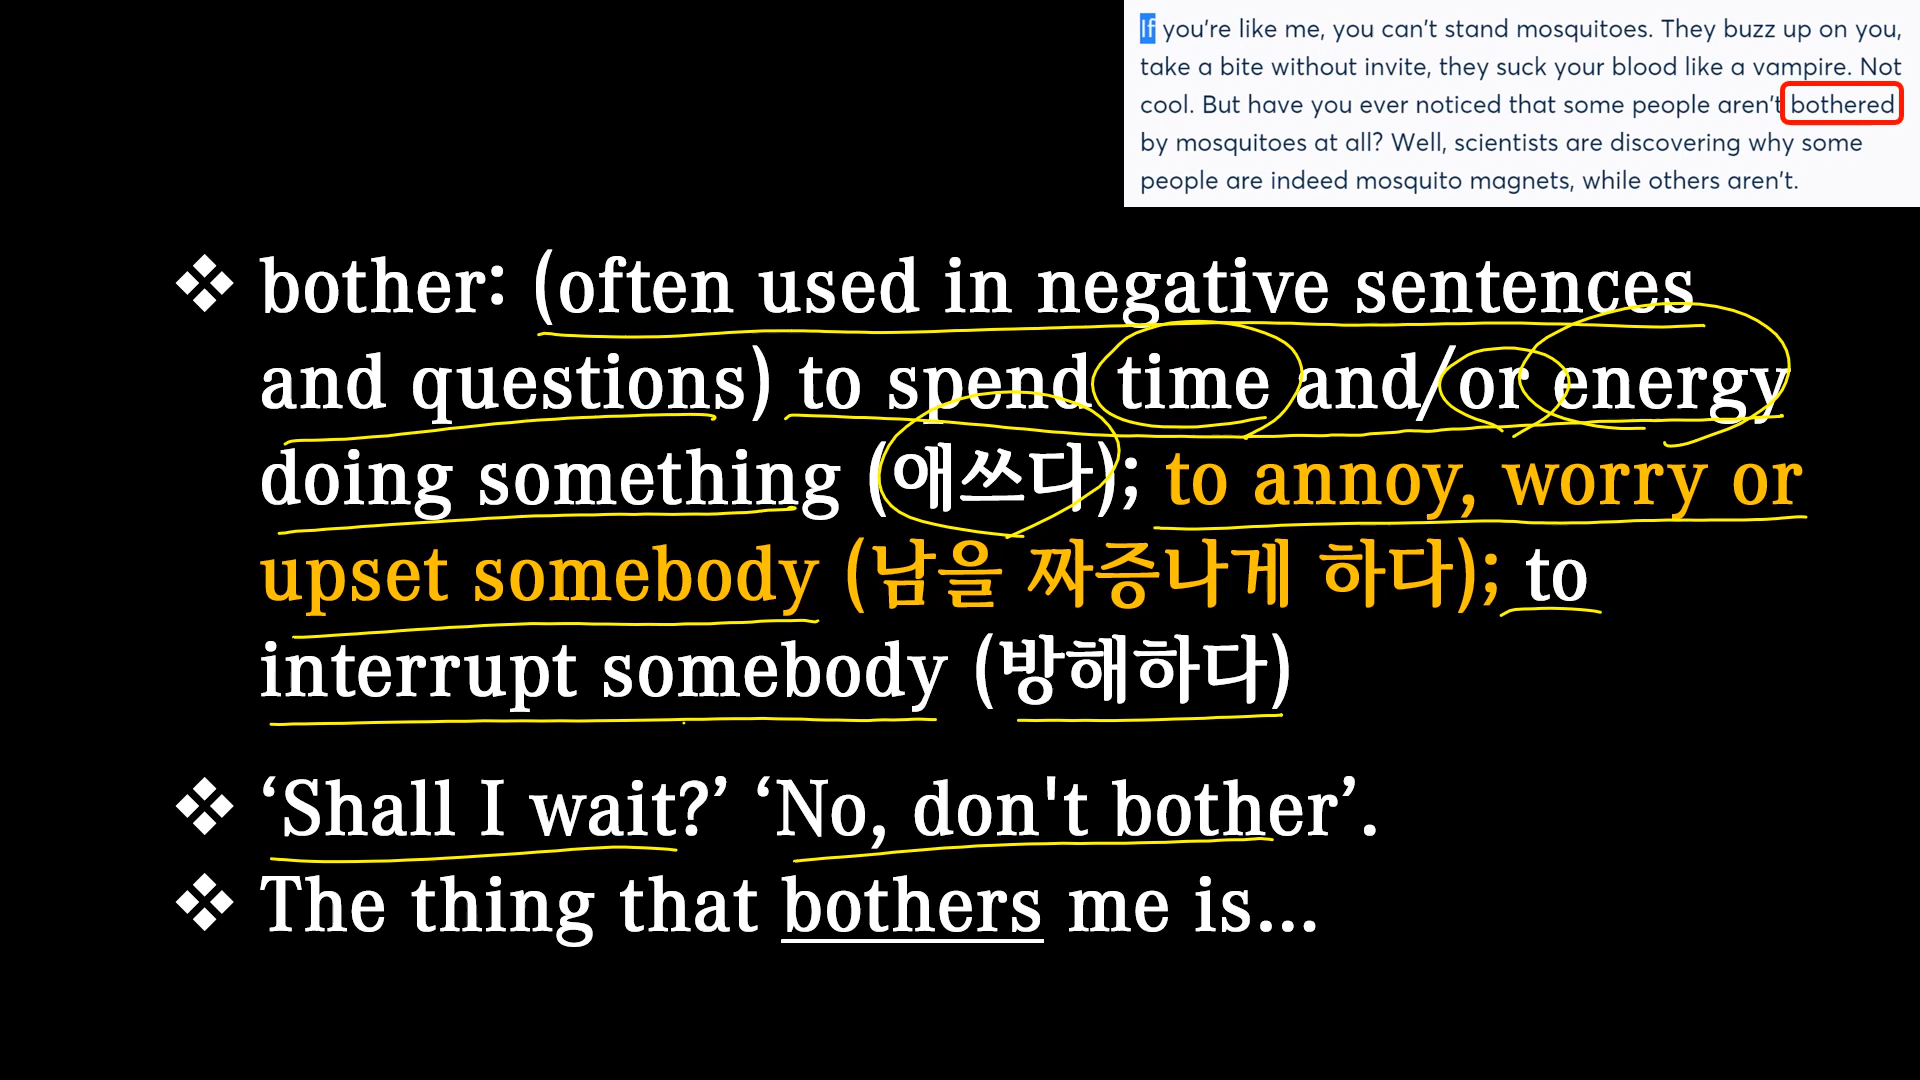 If you’re like me, you can’t stand mosquitoes. They buzz up on you,
take a bite without invite, they suck your blood like a vampire. Not
cool. But have you ever noticed that some people aren’t bothered
by mosquitoes at all? Well, scientists are discovering why some
people are indeed mosquito magnets, while others aren’t.
❖ bother: (often used in negative sentences
and questions) to spend time and/or energy
doing something (애쓰다); to annoy, worry or
upset somebody (남을 짜증나게 하다); to
interrupt somebody (방해하다)
❖ ‘Shall I wait?’ ‘No, don't bother’.
❖ The thing that bothers me is...